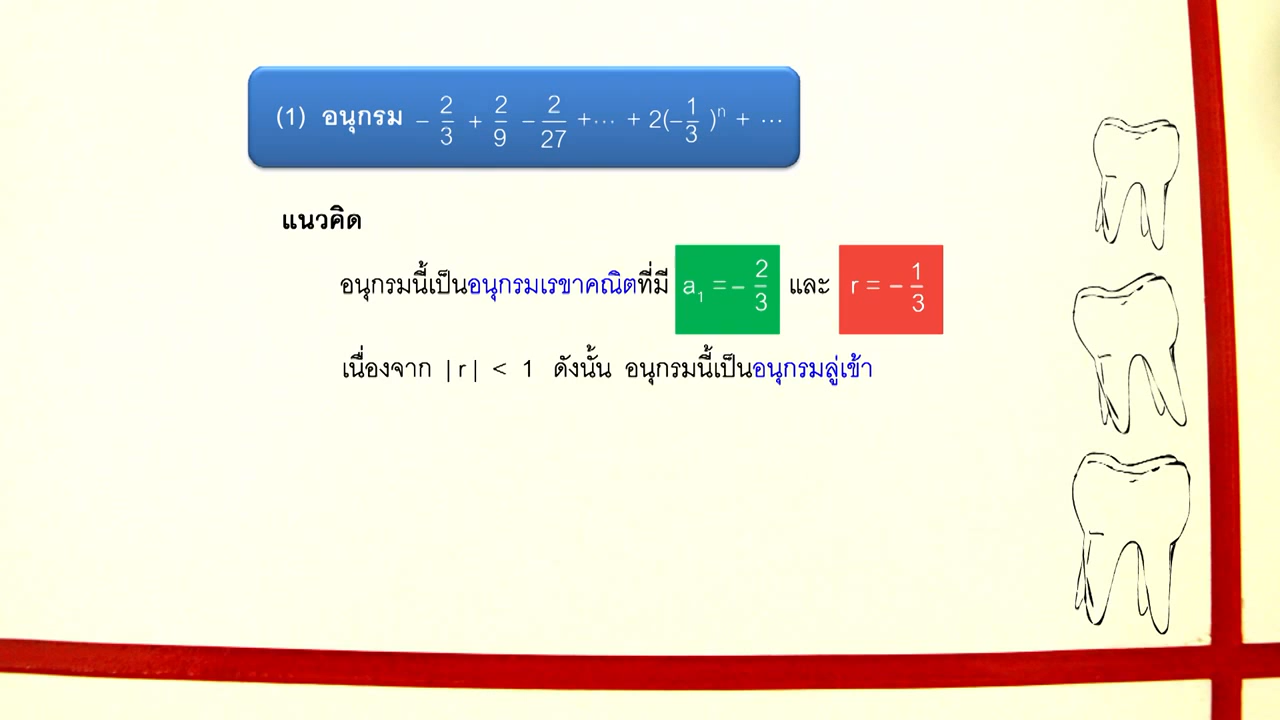 (1) อนุกรม − 2/3 + 2/9 − 2/27 +⋯ + 2(−1/3 )ⁿ + ⋯
แนวคิด
อนุกรมนี้เป็นอนุกรมเรขาคณิตที่มี a₁ = − 2/3 และ r = − 1/3
เนื่องจาก |r| < 1 ดังนั้น อนุกรมนี้เป็นอนุกรมลู่เข้า